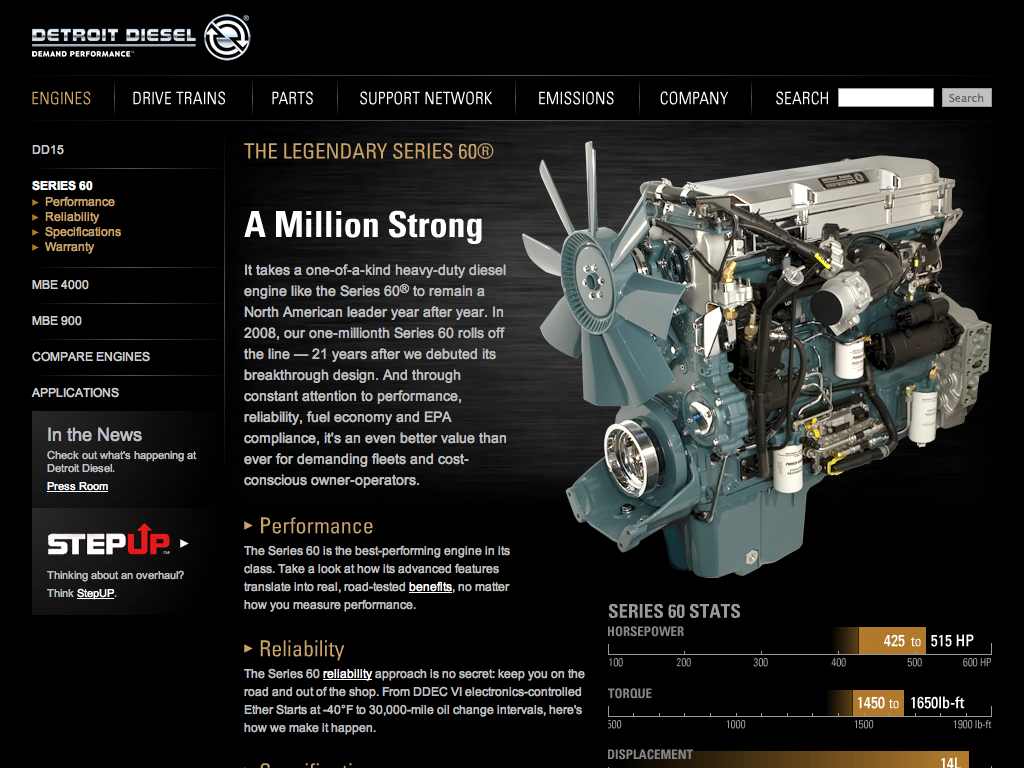 DETROIT DIESEL
DEMAND PERFORMANCE™
ENGINES
DRIVE TRAINS
PARTS
SUPPORT NETWORK
EMISSIONS
COMPANY
SEARCH
Search
DD15
SERIES 60
Performance
Reliability
Specifications
Warranty
MBE 4000
MBE 900
COMPARE ENGINES
APPLICATIONS
In the News
Check out what's happening at
Detroit Diesel.
Press Room
STEPUP
Thinking about an overhaul?
Think StepUP.
THE LEGENDARY SERIES 60®
A Million Strong
It takes a one-of-a-kind heavy-duty diesel
engine like the Series 60® to remain a
North American leader year after year. In
2008, our one-millionth Series 60 rolls off
the line — 21 years after we debuted its
breakthrough design. And through
constant attention to performance,
reliability, fuel economy and EPA
compliance, it's an even better value than
ever for demanding fleets and cost-
conscious owner-operators.
Performance
The Series 60 is the best-performing engine in its
class. Take a look at how its advanced features
translate into real, road-tested benefits, no matter
how you measure performance.
Reliability
The Series 60 reliability approach is no secret: keep you on the
road and out of the shop. From DDEC VI electronics-controlled
Ether Starts at -40°F to 30,000-mile oil change intervals, here's
how we make it happen.
SERIES 60 STATS
HORSEPOWER
425 to 515 HP
100 200 300 400 500 600 HP
TORQUE
1450 to 1650lb-ft
500 1000 1500 1900 lb-ft
DISPLACEMENT
14L